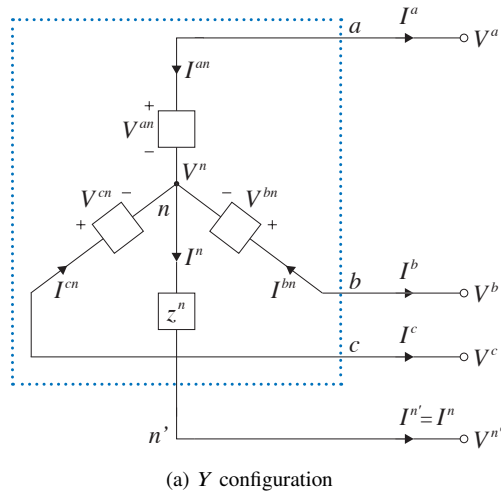 a
I^a
V^a
I^{an}
+
V^{an}
−
V^n
V^{cn}
−
−
V^{bn}
n
+
+
I^n
I^{cn}
I^{bn}
b
I^b
V^b
z^n
c
I^c
V^c
I^{n'} = I^n
n'
V^{n'}
(a) Y configuration